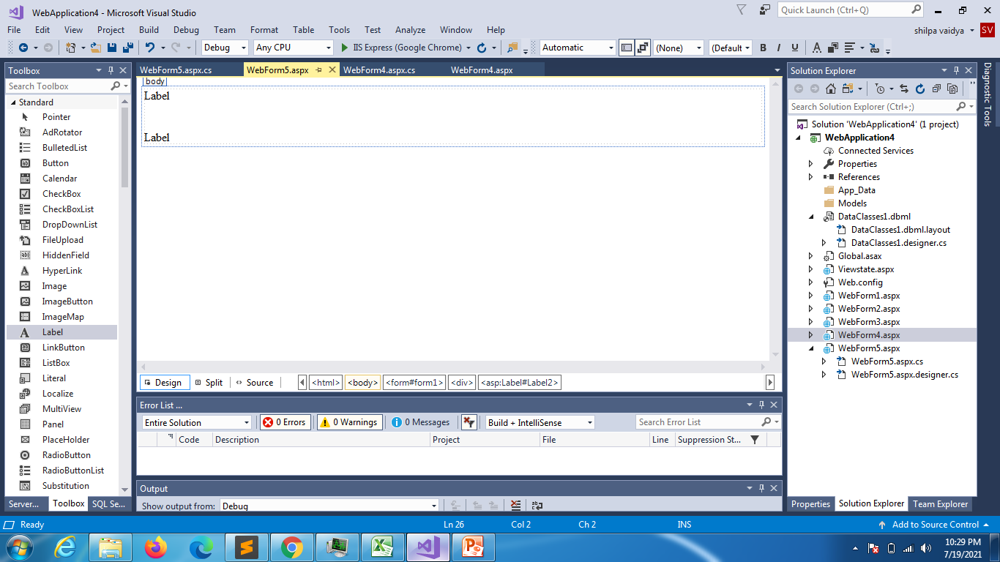 WebApplication4 - Microsoft Visual Studio
Quick Launch (Ctrl+Q)
File Edit View Project Build Debug Team Format Table Tools Test Analyze Window Help
shilpa vaidya SV
Debug Any CPU IIS Express (Google Chrome) Automatic (None) (Default B I U A
Toolbox
Search Toolbox
Standard
Pointer
AdRotator
BulletedList
Button
Calendar
CheckBox
CheckBoxList
DropDownList
FileUpload
HiddenField
HyperLink
Image
ImageButton
ImageMap
Label
LinkButton
ListBox
Literal
Localize
MultiView
Panel
PlaceHolder
RadioButton
RadioButtonList
Substitution
Server... Toolbox SQL Se...
WebForm5.aspx.cs WebForm5.aspx WebForm4.aspx.cs WebForm4.aspx
body
Label
Label
Design Split Source <html> <body> <form#form1> <div> <asp:Label#Label2>
Error List ...
Entire Solution 0 Errors 0 Warnings 0 Messages Build + IntelliSense Search Error List
Code Description Project File Line Suppression St...
Output
Show output from: Debug
Solution Explorer
Search Solution Explorer (Ctrl+;)
Solution 'WebApplication4' (1 project)
WebApplication4
Connected Services
Properties
References
App_Data
Models
DataClasses1.dbml
DataClasses1.dbml.layout
DataClasses1.designer.cs
Global.asax
Viewstate.aspx
Web.config
WebForm1.aspx
WebForm2.aspx
WebForm3.aspx
WebForm4.aspx
WebForm5.aspx
WebForm5.aspx.cs
WebForm5.aspx.designer.cs
Properties Solution Explorer Team Explorer
Diagnostic Tools
Ready Ln 26 Col 2 Ch 2 INS Add to Source Control
10:29 PM
7/19/2021